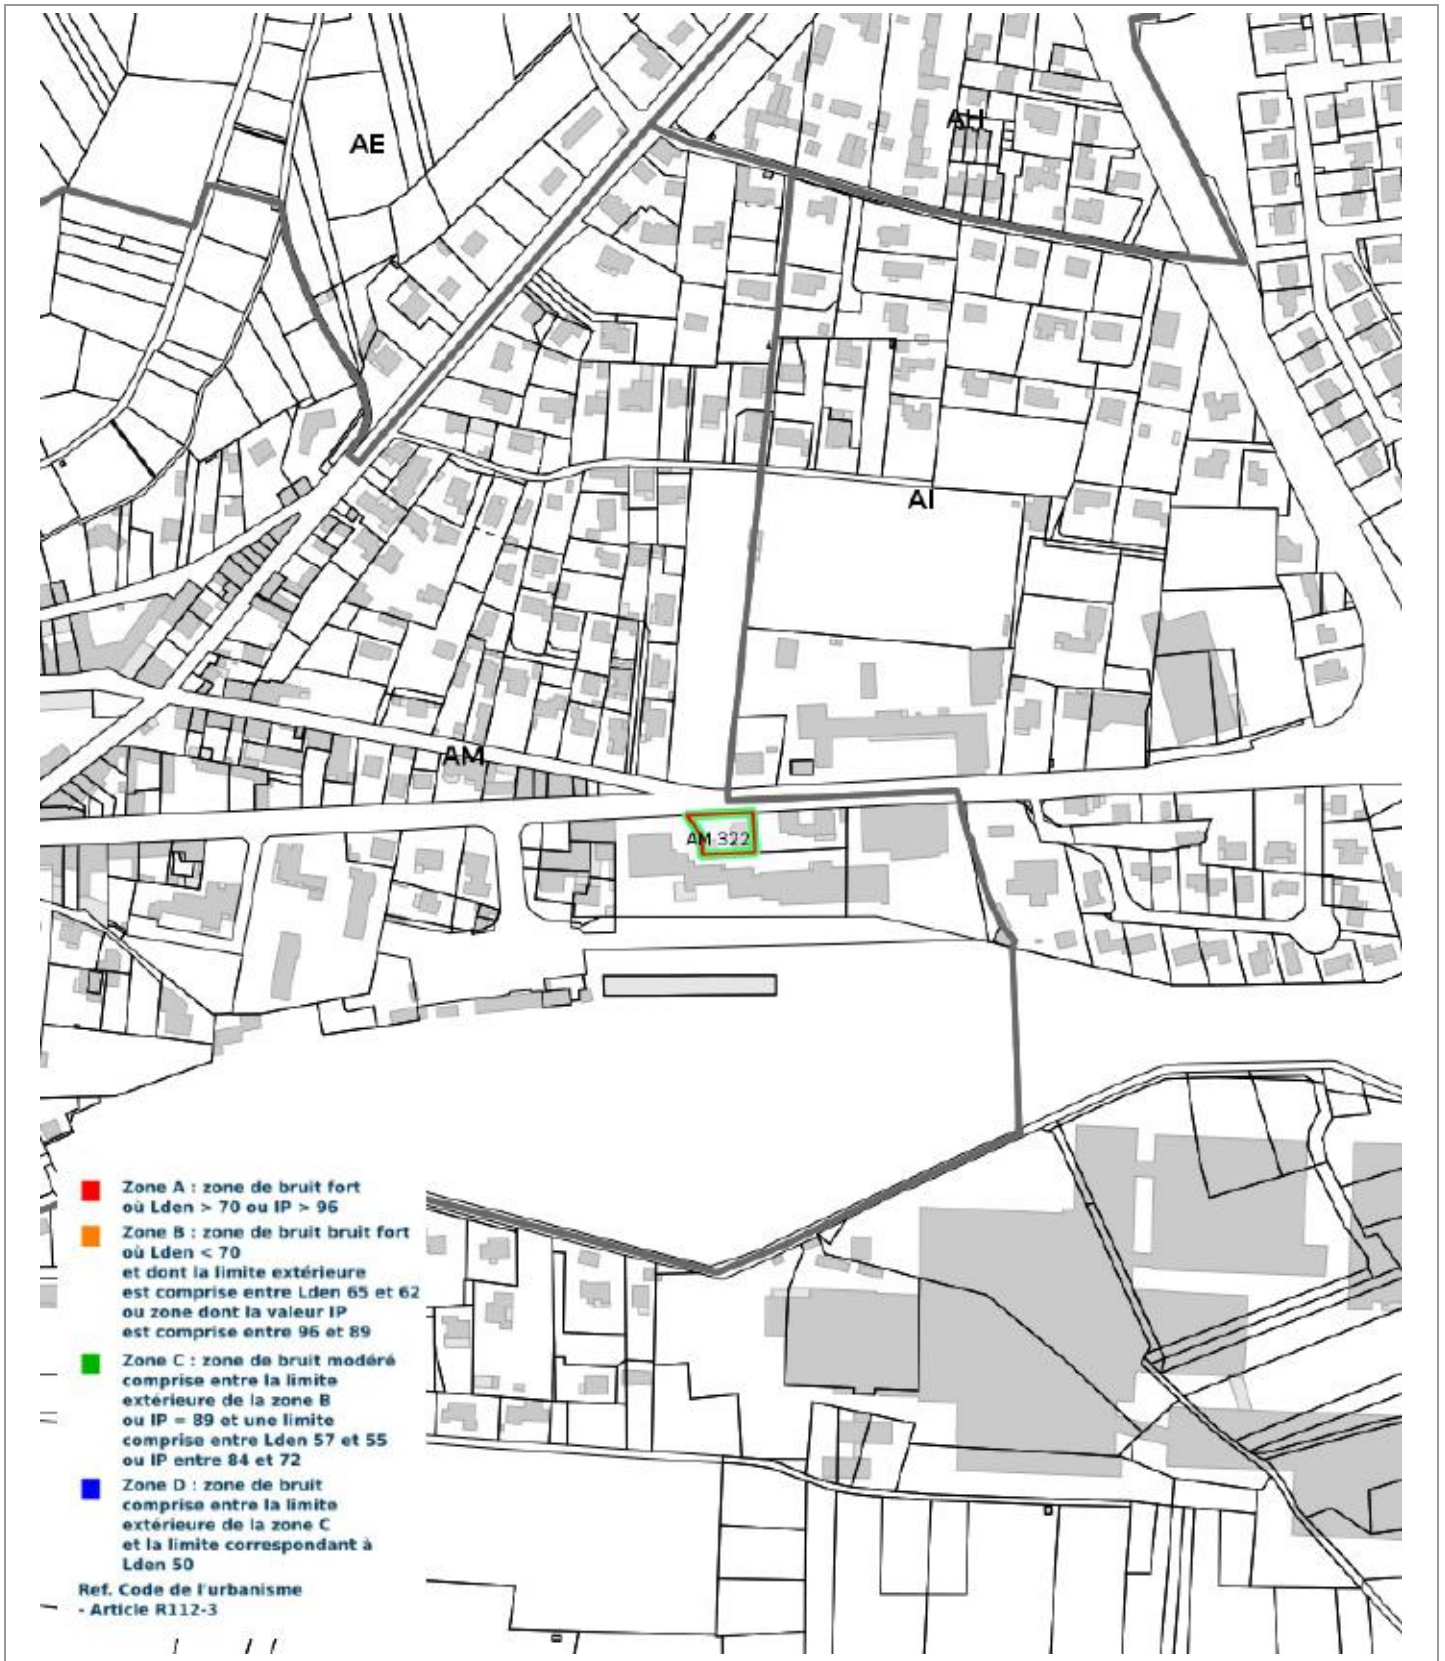 AE
AH
AI
AM
AM 322
Zone A : zone de bruit fort
où Lden > 70 ou IP > 96
Zone B : zone de bruit bruit fort
où Lden < 70
et dont la limite extérieure
est comprise entre Lden 65 et 62
ou zone dont la valeur IP
est comprise entre 96 et 89
Zone C : zone de bruit modéré
comprise entre la limite
extérieure de la zone B
ou IP = 89 et une limite
comprise entre Lden 57 et 55
ou IP entre 84 et 72
Zone D : zone de bruit
comprise entre la limite
extérieure de la zone C
et la limite correspondant à
Lden 50
Ref. Code de l'urbanisme
- Article R112-3